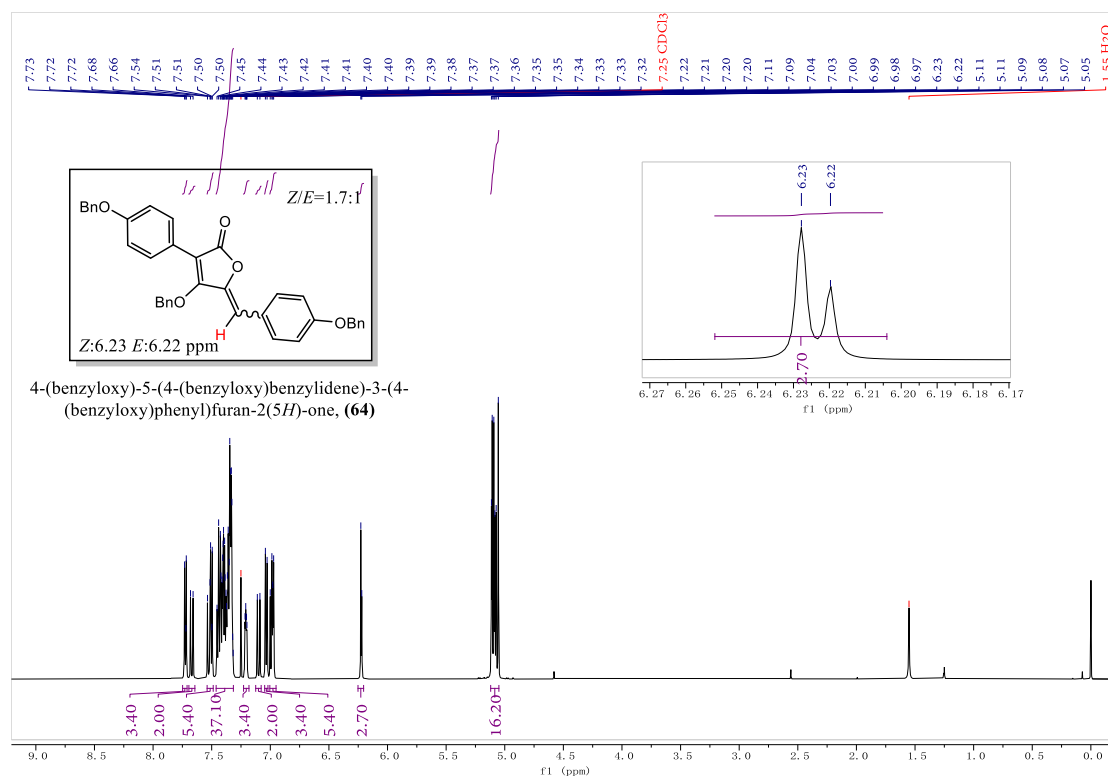 7.73 7.72 7.72 7.68 7.66 7.54 7.51 7.51 7.50 7.50 7.45 7.44 7.43 7.42 7.41 7.41 7.40 7.40 7.39 7.39 7.38 7.37 7.37 7.36 7.35 7.35 7.34 7.33 7.33 7.32 7.25 CDCl3 7.22 7.21 7.20 7.20 7.11 7.09 7.04 7.03 7.00 6.99 6.98 6.97 6.23 6.22 5.11 5.11 5.09 5.08 5.07 5.05 1.55 H2O
Z/E=1.7:1
BnO
O
O
BnO
OBn
H
Z:6.23 E:6.22 ppm
4-(benzyloxy)-5-(4-(benzyloxy)benzylidene)-3-(4-
(benzyloxy)phenyl)furan-2(5H)-one, (64)
6.23 6.22
2.70
6.27 6.26 6.25 6.24 6.23 6.22 6.21 6.20 6.19 6.18 6.17
f1 (ppm)
3.40 2.00 5.40 37.10 3.40 2.00 3.40 5.40 2.70 16.20
9.0 8.5 8.0 7.5 7.0 6.5 6.0 5.5 5.0 4.5 4.0 3.5 3.0 2.5 2.0 1.5 1.0 0.5 0.0
f1 (ppm)